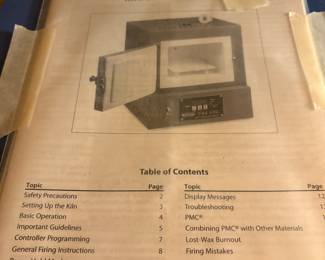 Table of Contents
Topic Page
Safety Precautions 2
Setting Up the Kiln 3
Basic Operation 4
Important Guidelines 5
Controller Programming 7
General Firing Instructions 8
Topic Page
Display Messages 12
Troubleshooting
PMC®
Combining PMC® with Other Materials
Lost-Wax Burnout
Firing Mistakes